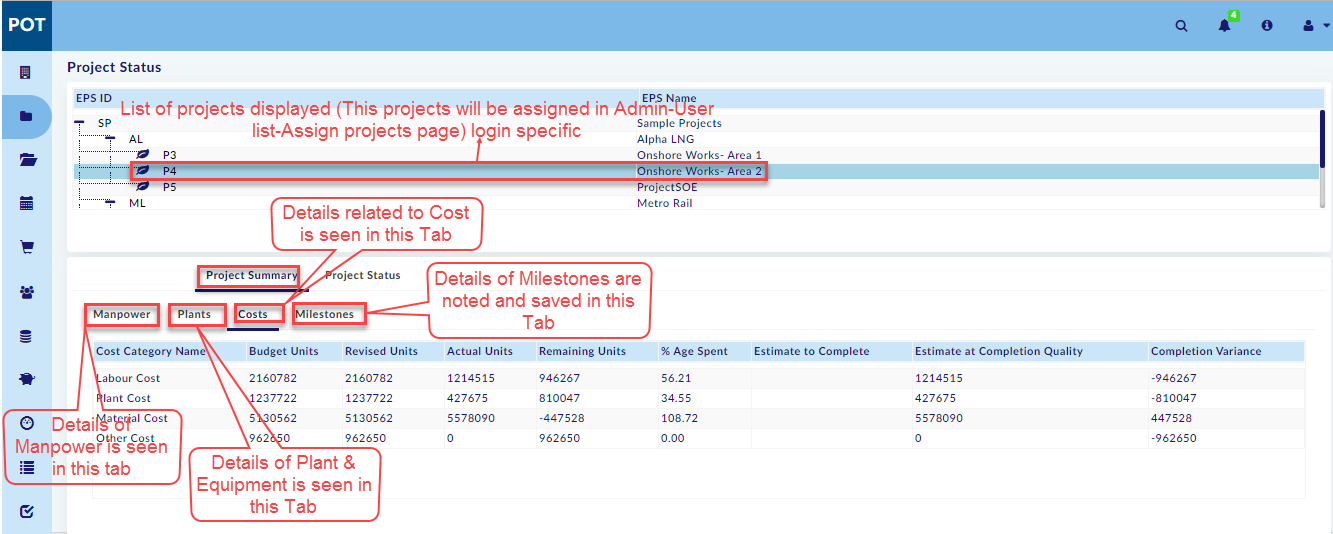 POT
4
Project Status
EPS ID EPS Name
List of projects displayed (This projects will be assigned in Admin-User
list-Assign projects page) login specific
SP Sample Projects
AL Alpha LNG
P3 Onshore Works- Area 1
P4 Onshore Works- Area 2
P5 ProjectSOE
ML Metro Rail
Details related to Cost
is seen in this Tab
Project Summary Project Status
Details of Milestones are
noted and saved in this
Tab
Manpower Plants Costs Milestones
Cost Category Name Budget Units Revised Units Actual Units Remaining Units % Age Spent Estimate to Complete Estimate at Completion Quality Completion Variance
Labour Cost 2160782 2160782 1214515 946267 56.21 1214515 -946267
Plant Cost 1237722 1237722 427675 810047 34.55 427675 -810047
Material Cost 5130562 5130562 5578090 -447528 108.72 5578090 447528
Other Cost 962650 962650 0 962650 0.00 0 -962650
Details of
Manpower is seen
in this tab
Details of Plant &
Equipment is seen in
this Tab